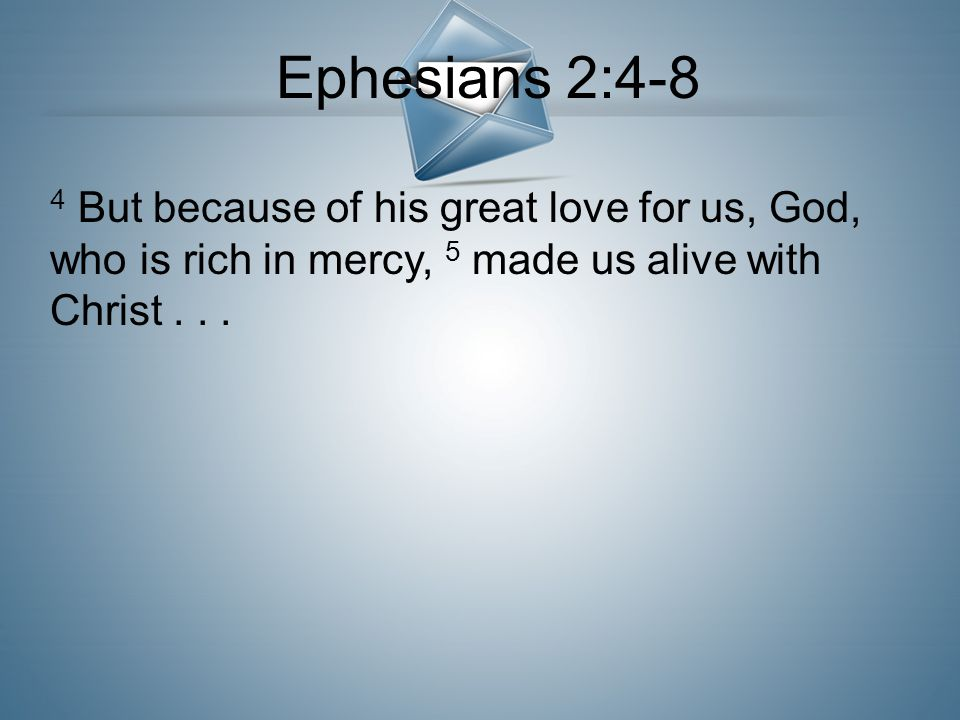 Ephesians 2:4-8
4 But because of his great love for us, God,
who is rich in mercy, 5 made us alive with
Christ . . .